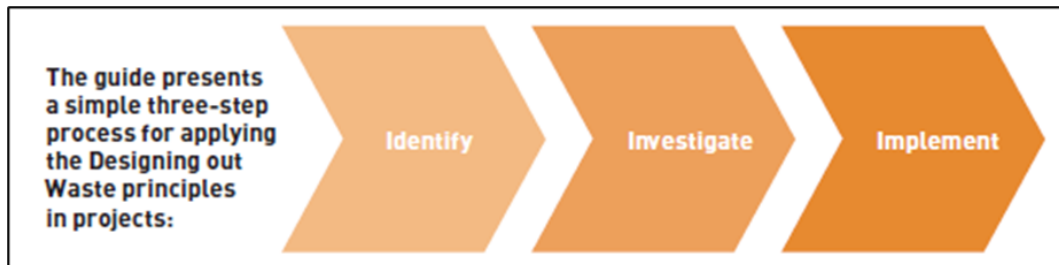 The guide presents
a simple three-step
process for applying
the Designing out
Waste principles
in projects:
Identify
Investigate
Implement